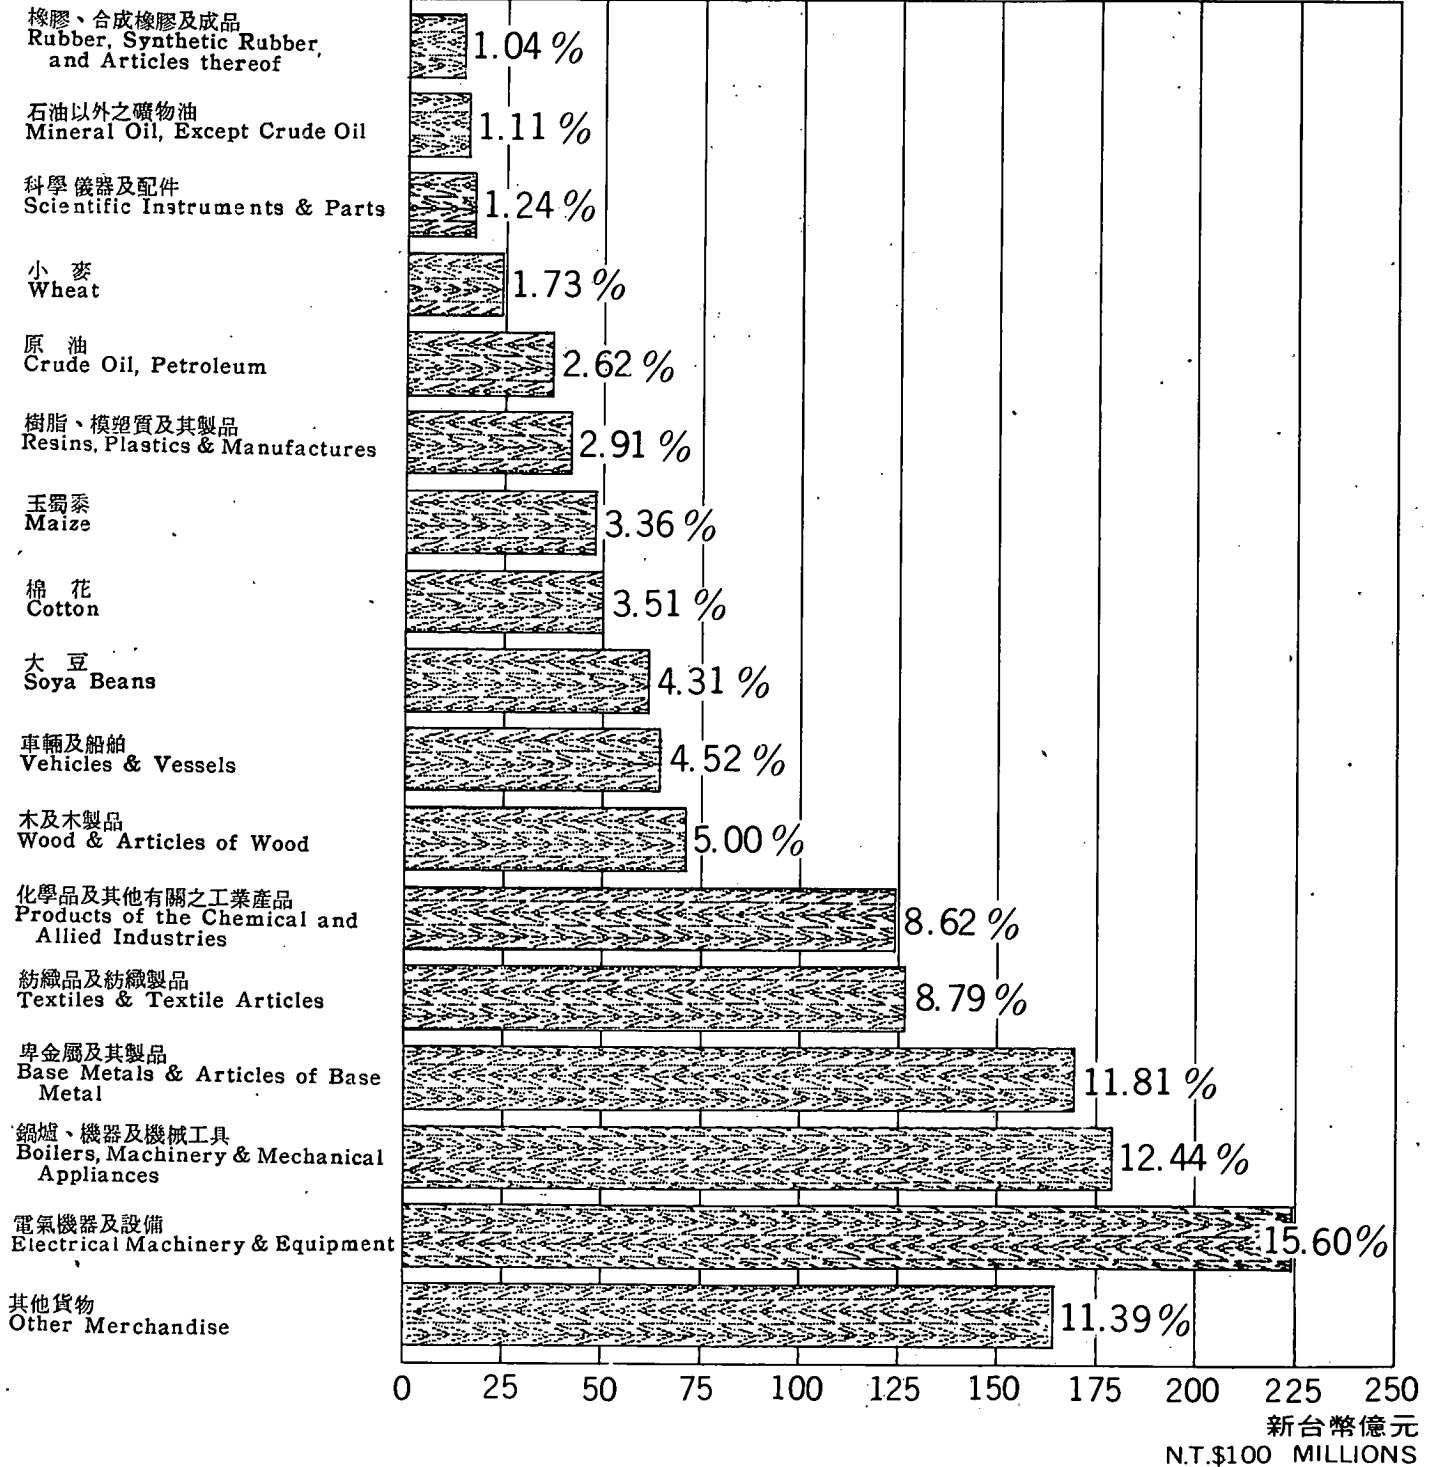 橡膠、合成橡膠及成品
Rubber, Synthetic Rubber,
and Articles thereof
1.04%
石油以外之礦物油
Mineral Oil, Except Crude Oil
1.11%
科學儀器及配件
Scientific Instruments & Parts
1.24%
小麥
Wheat
1.73%
原油
Crude Oil, Petroleum
2.62%
樹脂、模塑質及其製品
Resins, Plastics & Manufactures
2.91%
玉蜀黍
Maize
3.36%
棉花
Cotton
3.51%
大豆
Soya Beans
4.31%
車輛及船舶
Vehicles & Vessels
4.52%
木及木製品
Wood & Articles of Wood
5.00%
化學品及其他有關之工業產品
Products of the Chemical and
Allied Industries
8.62%
紡織品及紡織製品
Textiles & Textile Articles
8.79%
卑金屬及其製品
Base Metals & Articles of Base
Metal
11.81%
鍋爐、機器及機械工具
Boilers, Machinery & Mechanical
Appliances
12.44%
電氣機器及設備
Electrical Machinery & Equipment
15.60%
其他貨物
Other Merchandise
11.39%
0 25 50 75 100 125 150 175 200 225 250
新台幣億元
N.T.$100 MILLIONS